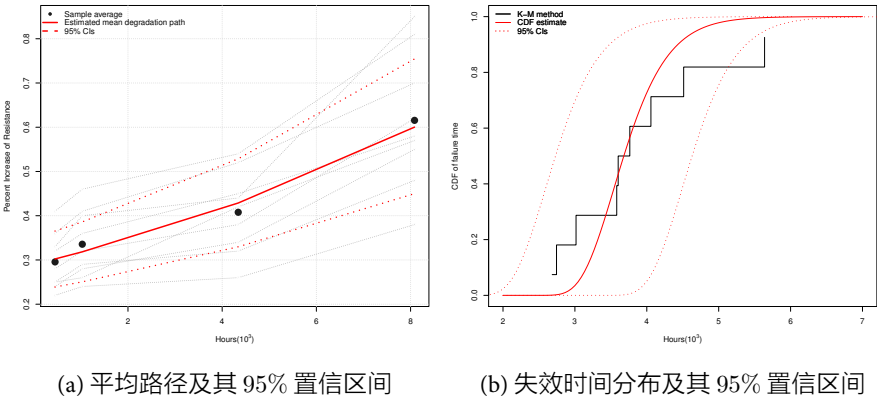 Sample average
Estimated mean degradation path
95% CIs
Percent Increase of Resistance
0.8
0.7
0.6
0.5
0.4
0.3
0.2
2 4 6 8
Hours(10³)
(a) 平均路径及其 95% 置信区间
K−M method
CDF estimate
95% CIs
CDF of failure time
1.0
0.8
0.6
0.4
0.2
0.0
2 3 4 5 6 7
Hours(10³)
(b) 失效时间分布及其 95% 置信区间